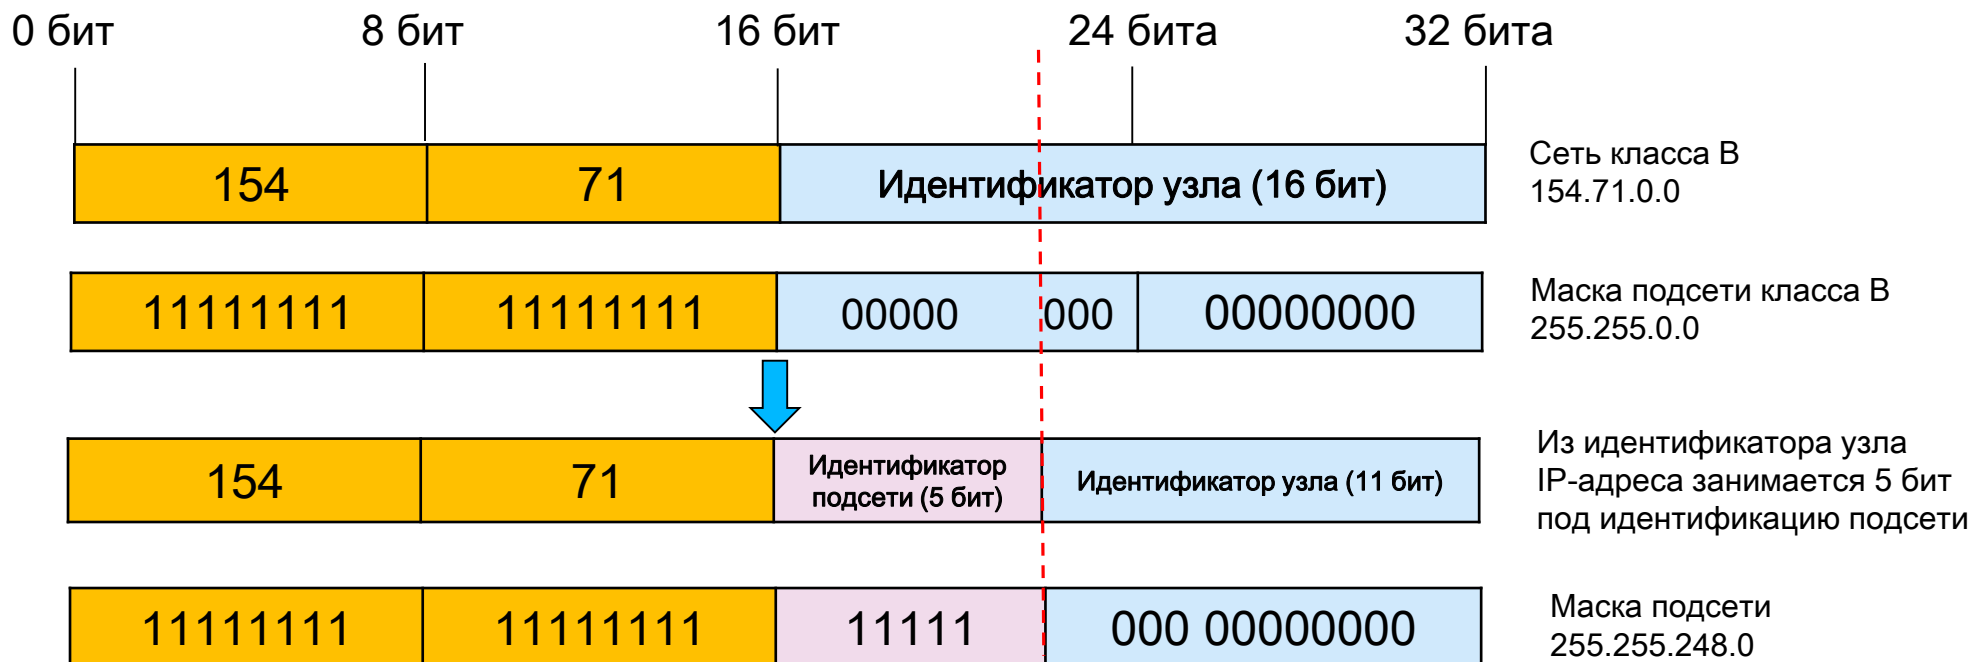 0 бит 8 бит 16 бит 24 бита 32 бита
154 71 Идентификатор узла (16 бит)
Сеть класса B
154.71.0.0
11111111 11111111 00000 000 00000000
Маска подсети класса B
255.255.0.0
154 71
Идентификатор
подсети (5 бит)
Идентификатор узла (11 бит)
Из идентификатора узла
IP-адреса занимается 5 бит
под идентификацию подсети
11111111 11111111 11111 000 00000000
Маска подсети
255.255.248.0